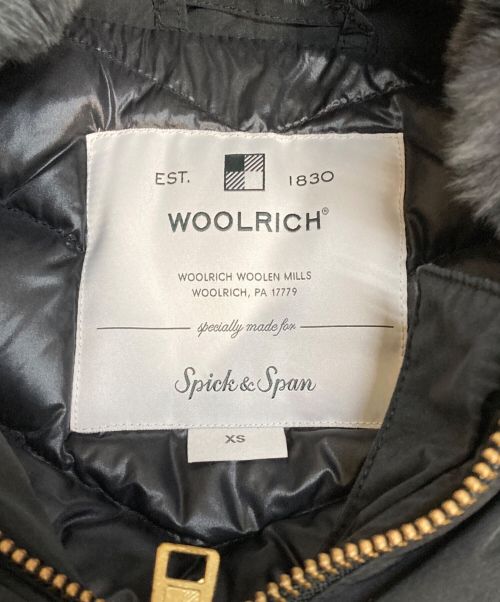 EST. 1830
WOOLRICH®
WOOLRICH WOOLEN MILLS
WOOLRICH, PA 17779
specially made for
Spick & Span
XS